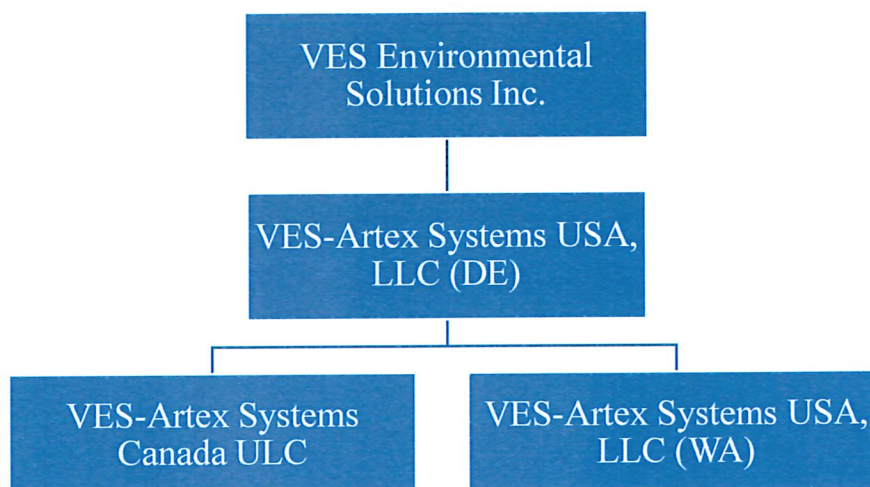 VES Environmental
Solutions Inc.
VES-Artex Systems USA,
LLC (DE)
VES-Artex Systems
Canada ULC
VES-Artex Systems USA,
LLC (WA)